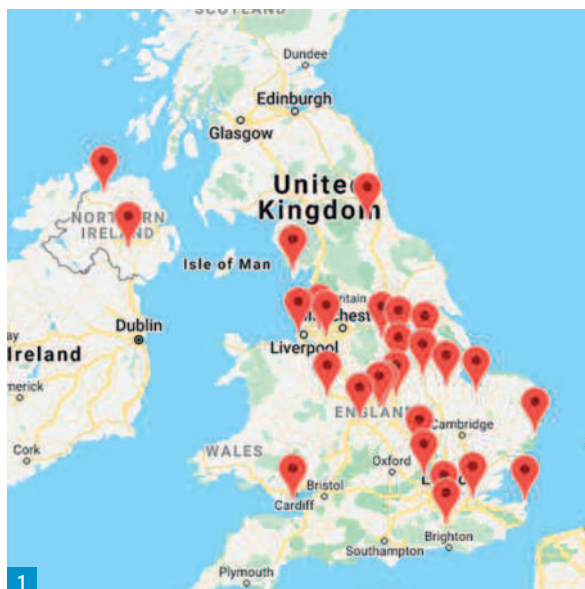 SCOTLAND
Dundee
Edinburgh
Glasgow
United
Kingdom
NORTHERN
IRELAND
Isle of Man
Dublin
Ireland
Liverpool
ENGLAND
Cambridge
WALES
Cork
Oxford
Bristol
Cardiff
Southampton
Brighton
Plymouth
1